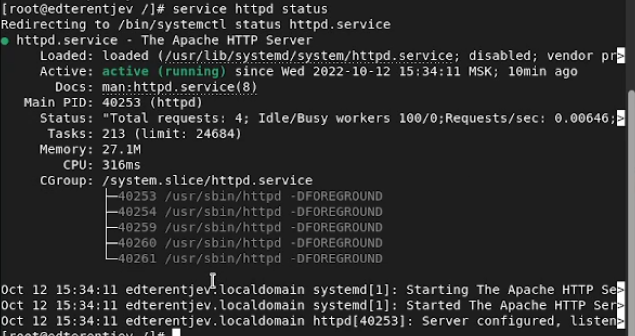 [root@edterentjev /]# service httpd status
Redirecting to /bin/systemctl status httpd.service
● httpd.service - The Apache HTTP Server
Loaded: loaded (/usr/lib/systemd/system/httpd.service; disabled; vendor pr>
Active: active (running) since Wed 2022-10-12 15:34:11 MSK; 10min ago
Docs: man:httpd.service(8)
Main PID: 40253 (httpd)
Status: "Total requests: 4; Idle/Busy workers 100/0;Requests/sec: 0.00646;>
Tasks: 213 (limit: 24684)
Memory: 27.1M
CPU: 316ms
CGroup: /system.slice/httpd.service
├─40253 /usr/sbin/httpd -DFOREGROUND
├─40254 /usr/sbin/httpd -DFOREGROUND
├─40259 /usr/sbin/httpd -DFOREGROUND
├─40260 /usr/sbin/httpd -DFOREGROUND
└─40261 /usr/sbin/httpd -DFOREGROUND
Oct 12 15:34:11 edterentjev.localdomain systemd[1]: Starting The Apache HTTP Se>
Oct 12 15:34:11 edterentjev.localdomain systemd[1]: Started The Apache HTTP Ser>
Oct 12 15:34:11 edterentjev.localdomain httpd[40253]: Server configured, listen>
[root@edterentjev /]#